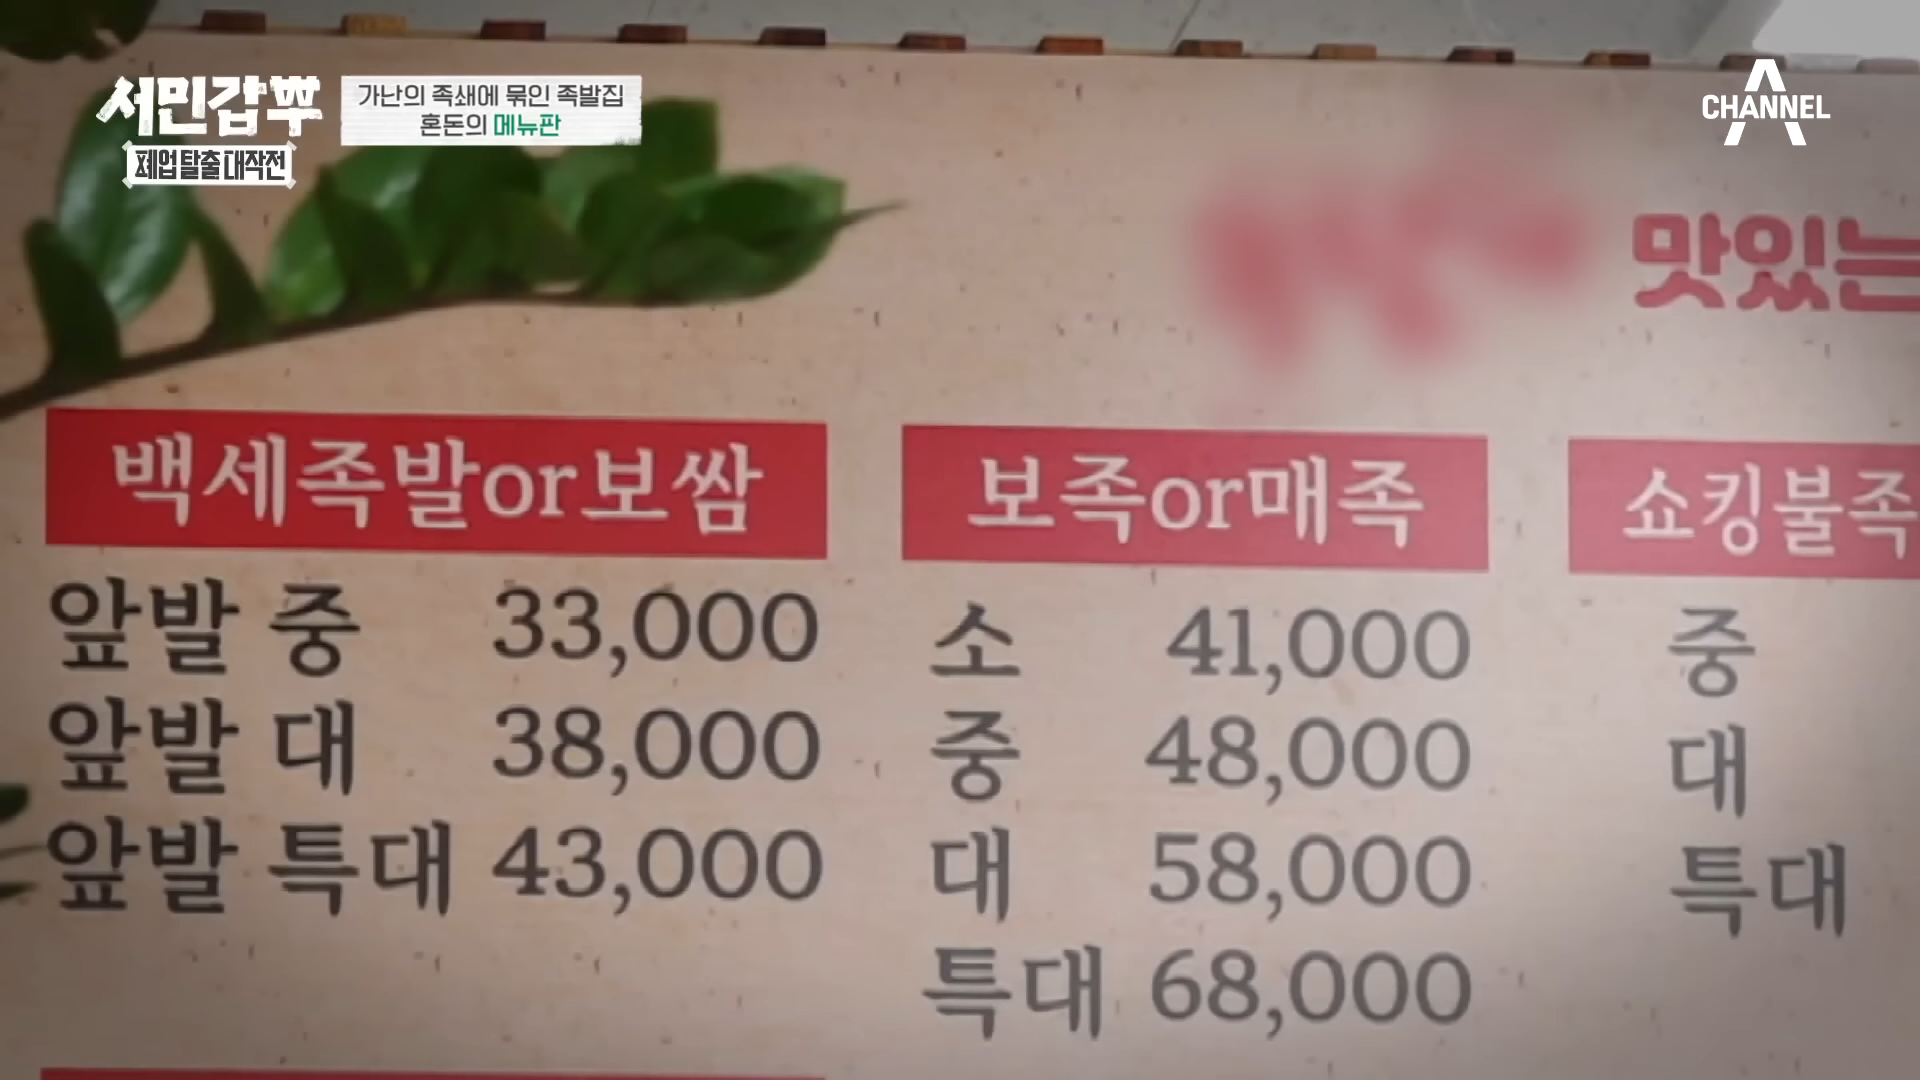 서민갑뿌
폐업 탈출 대작전
가난의 족쇄에 묶인 족발집
혼돈의 메뉴판
CHANNEL A
맛있는
백세족발or보쌈
앞발 중 33,000
앞발 대 38,000
앞발 특대 43,000
보족or매족
소 41,000
중 48,000
대 58,000
특대 68,000
쇼킹불족
중
대
특대